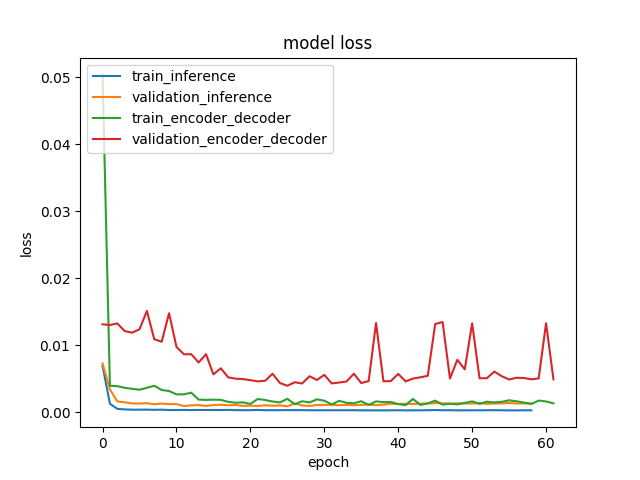 model loss
train_inference
validation_inference
train_encoder_decoder
validation_encoder_decoder
loss
0.05
0.04
0.03
0.02
0.01
0.00
0 10 20 30 40 50 60
epoch